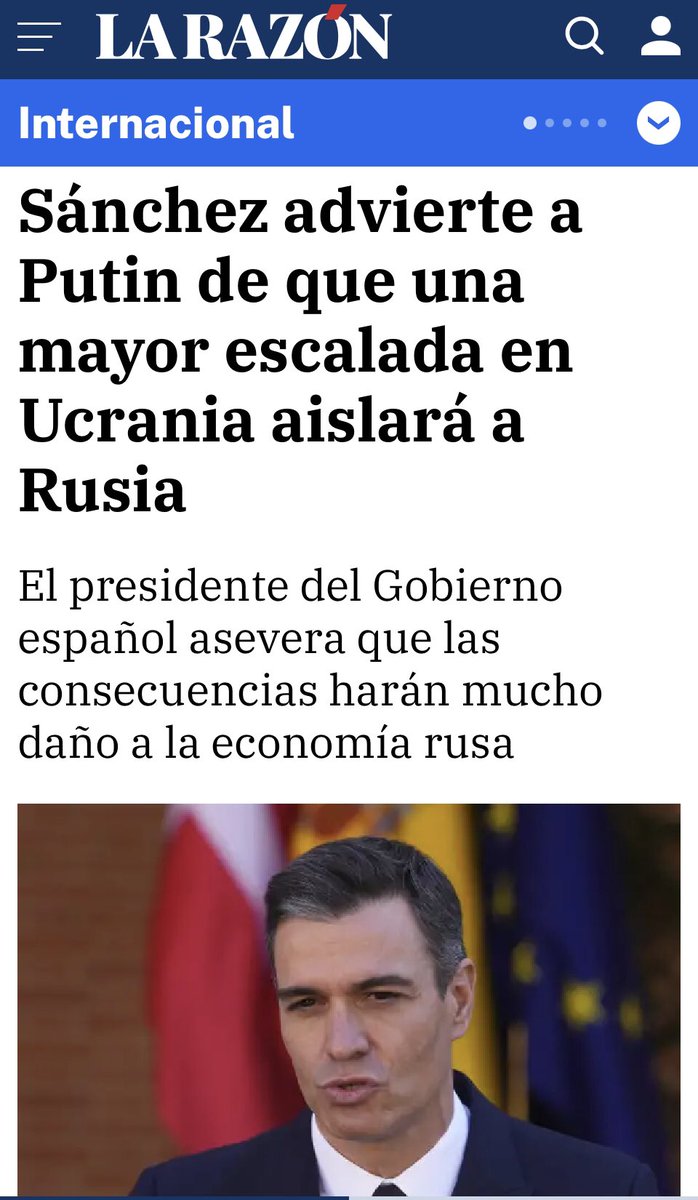 LA RAZÓN
Internacional
Sánchez advierte a
Putin de que una
mayor escalada en
Ucrania aislará a
Rusia
El presidente del Gobierno
español asevera que las
consecuencias harán mucho
daño a la economía rusa